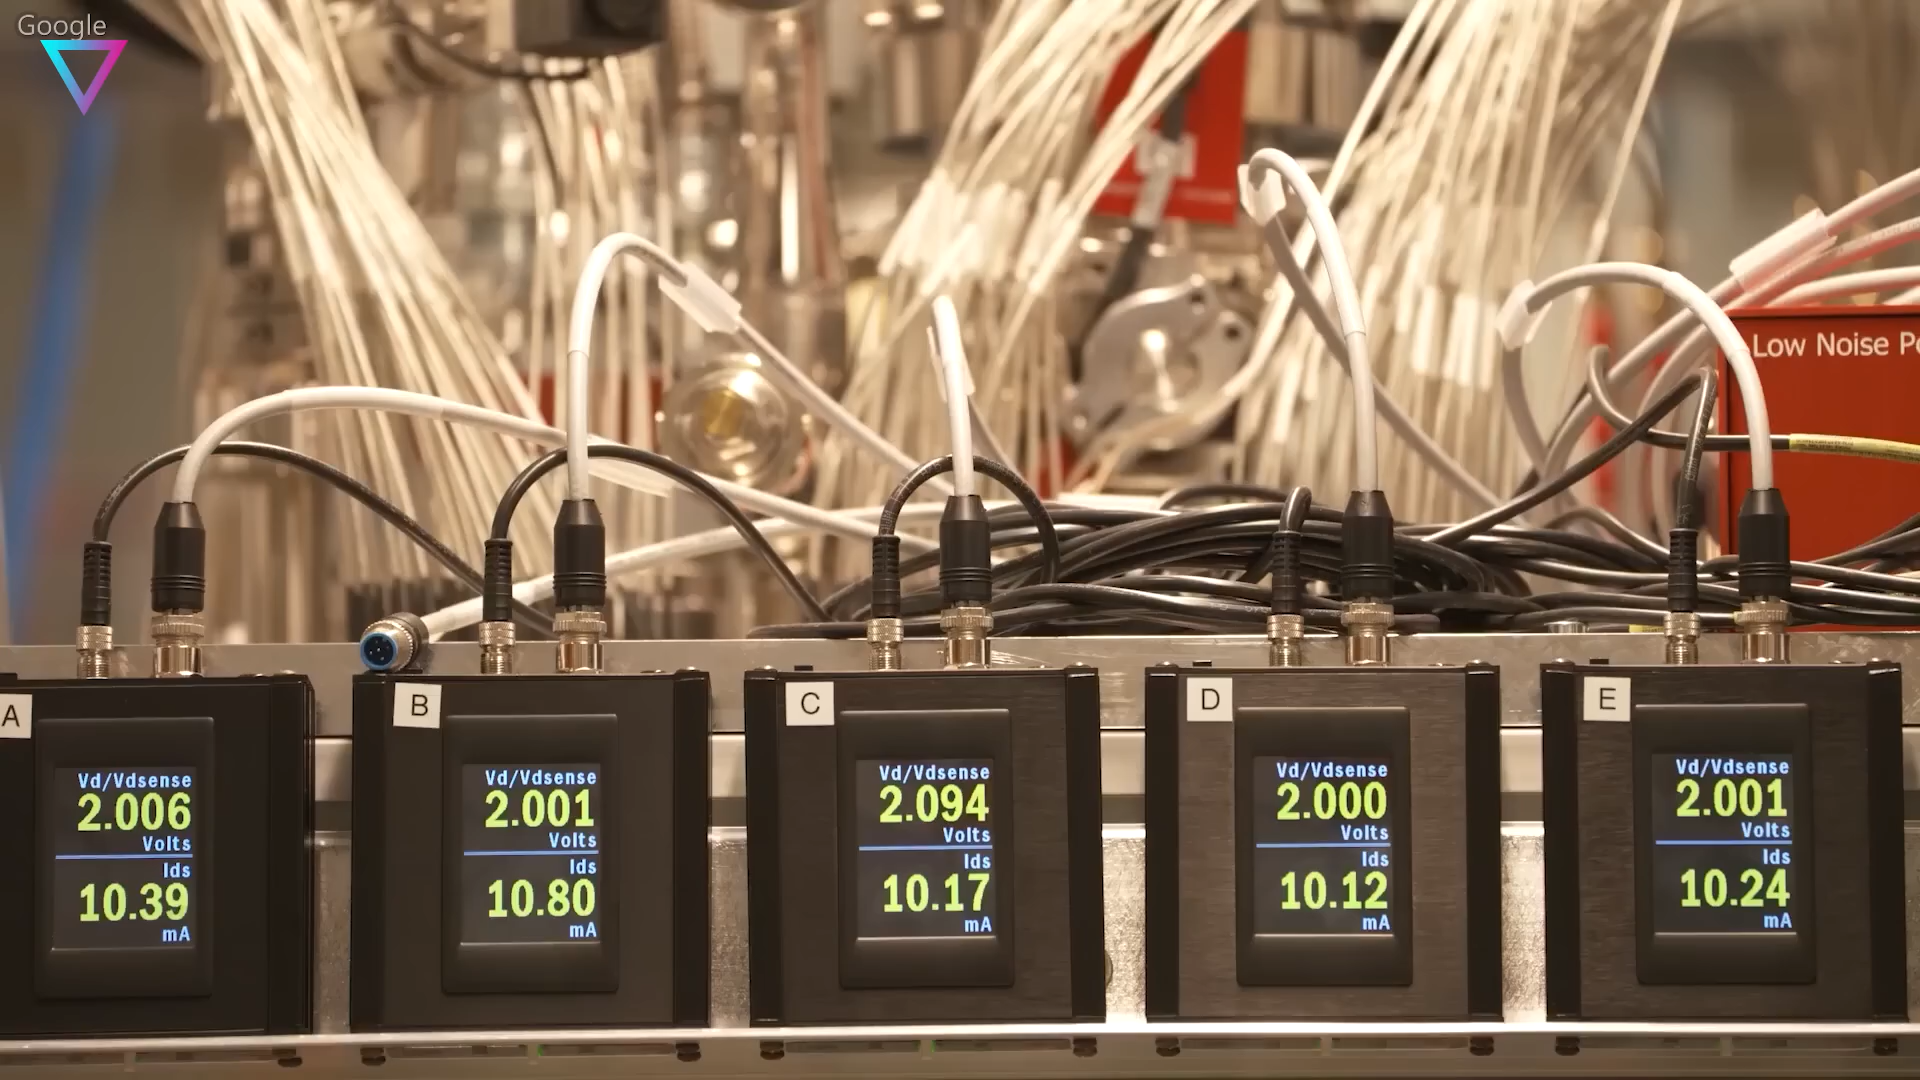 Google
Low Noise
A
Vd/Vdsense
2.006
Volts
Ids
10.39
mA
B
Vd/Vdsense
2.001
Volts
Ids
10.80
mA
C
Vd/Vdsense
2.094
Volts
Ids
10.17
mA
D
Vd/Vdsense
2.000
Volts
Ids
10.12
mA
E
Vd/Vdsense
2.001
Volts
Ids
10.24
mA